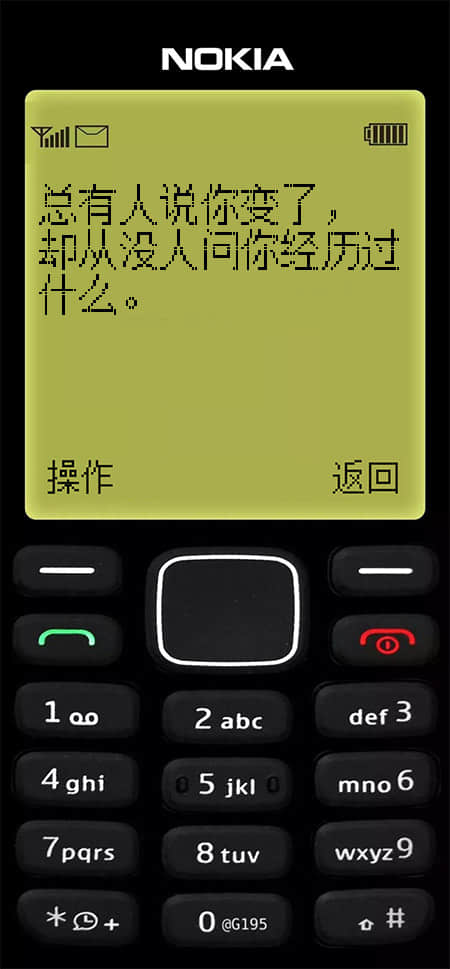 NOKIA
总有人说你变了，
却从没人问你经历过
什么。
操作 返回
1 2 abc def 3
4 ghi 5 jkl mno 6
7 pqrs 8 tuv wxyz 9
* + 0 @G195 #